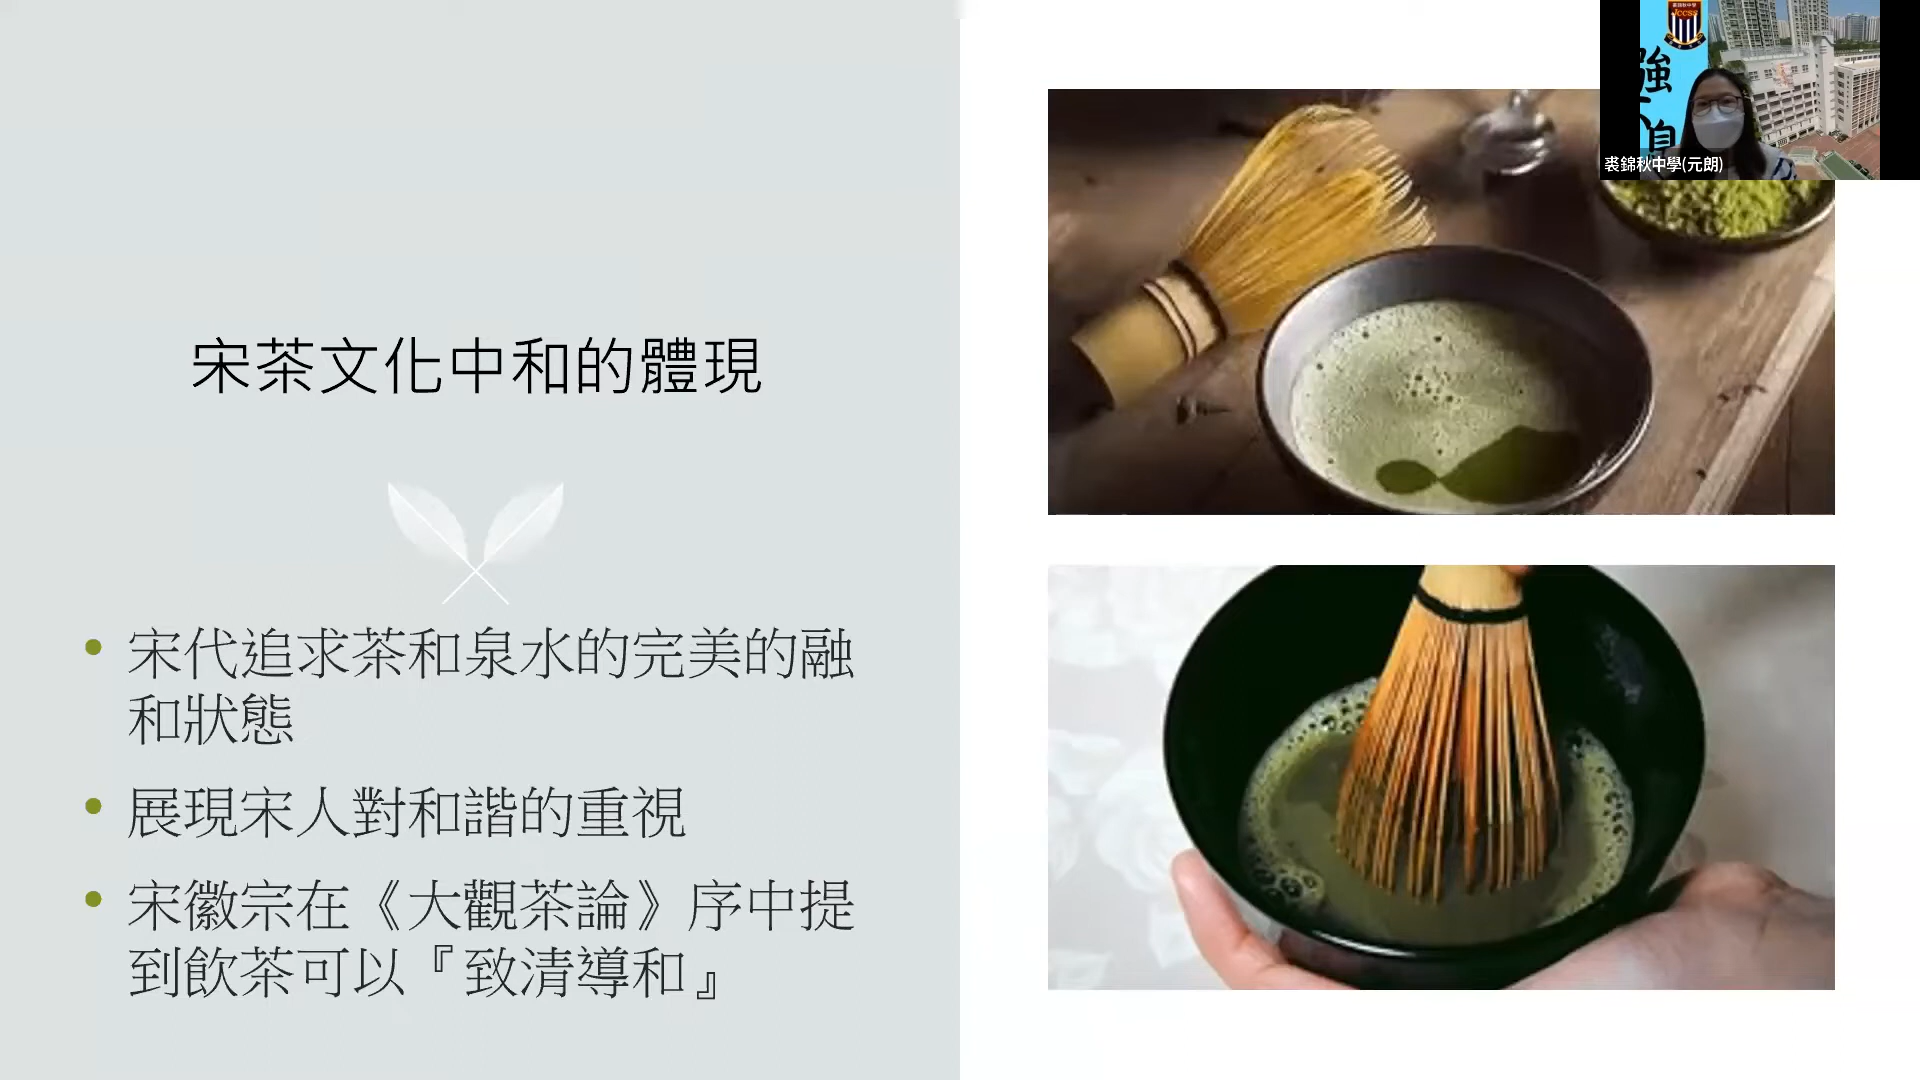 宋茶文化中和的體現
宋代追求茶和泉水的完美的融
和狀態
展現宋人對和諧的重視
宋徽宗在《大觀茶論》序中提
到飲茶可以『致清導和』
JCCSS
強
裘錦秋中學(元朗)